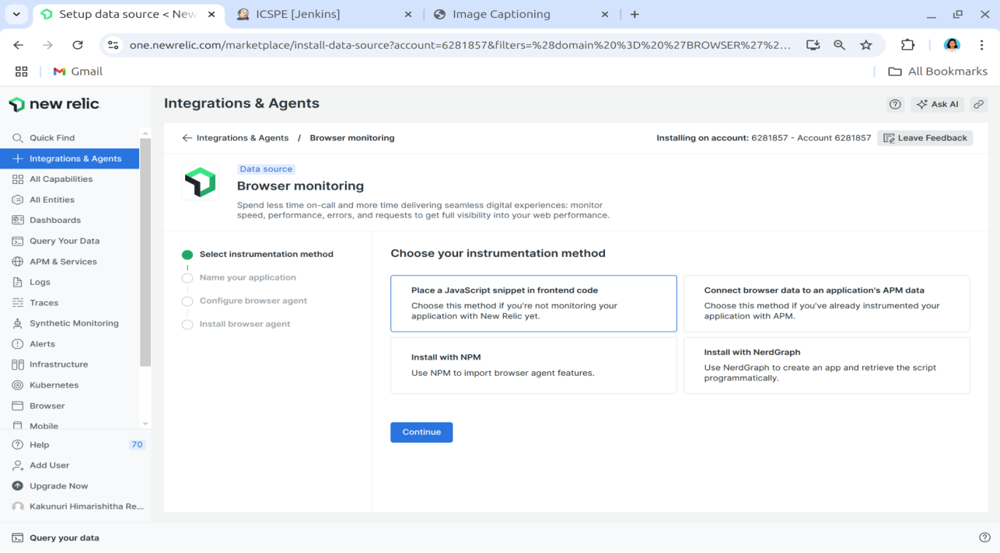 Setup data source < New
ICSPE [Jenkins]
Image Captioning
one.newrelic.com/marketplace/install-data-source?account=6281857&filters=%28domain%20%3D%20%27BROWSER%27%2...
Gmail
All Bookmarks
new relic
Integrations & Agents
Ask AI
Quick Find
Integrations & Agents
All Capabilities
All Entities
Dashboards
Query Your Data
APM & Services
Logs
Traces
Synthetic Monitoring
Alerts
Infrastructure
Kubernetes
Browser
Mobile
Help
70
Add User
Upgrade Now
Kakunuri Himarishitha Re...
Integrations & Agents / Browser monitoring
Installing on account: 6281857 - Account 6281857
Leave Feedback
Data source
Browser monitoring
Spend less time on-call and more time delivering seamless digital experiences: monitor
speed, performance, errors, and requests to get full visibility into your web performance.
Select instrumentation method
Name your application
Configure browser agent
Install browser agent
Choose your instrumentation method
Place a JavaScript snippet in frontend code
Choose this method if you're not monitoring your
application with New Relic yet.
Connect browser data to an application's APM data
Choose this method if you've already instrumented your
application with APM.
Install with NPM
Use NPM to import browser agent features.
Install with NerdGraph
Use NerdGraph to create an app and retrieve the script
programmatically.
Continue
Query your data